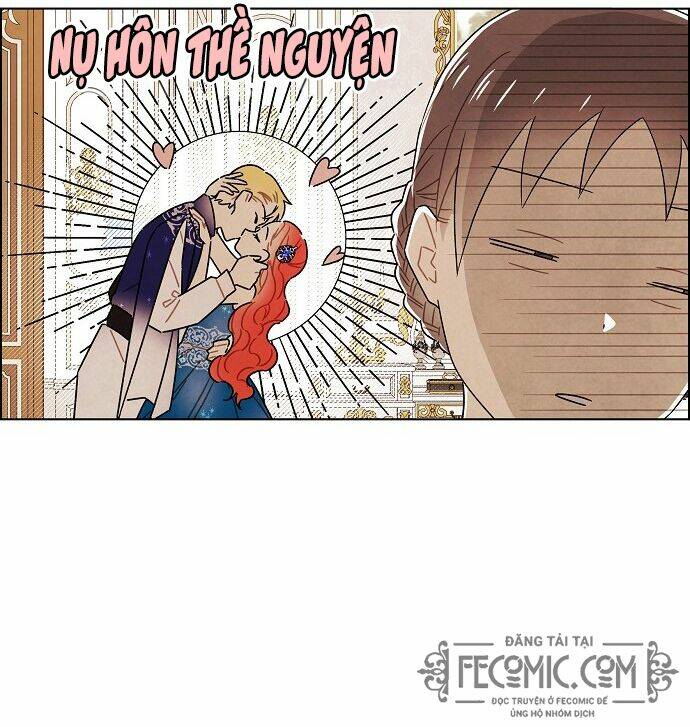 NỤ HÔN THỀ NGUYỆN
ĐĂNG TẢI TẠI
FECOMIC.COM
ĐỌC TRUYỆN Ở FECOMIC ĐỂ
ỦNG HỘ NHÓM DỊCH